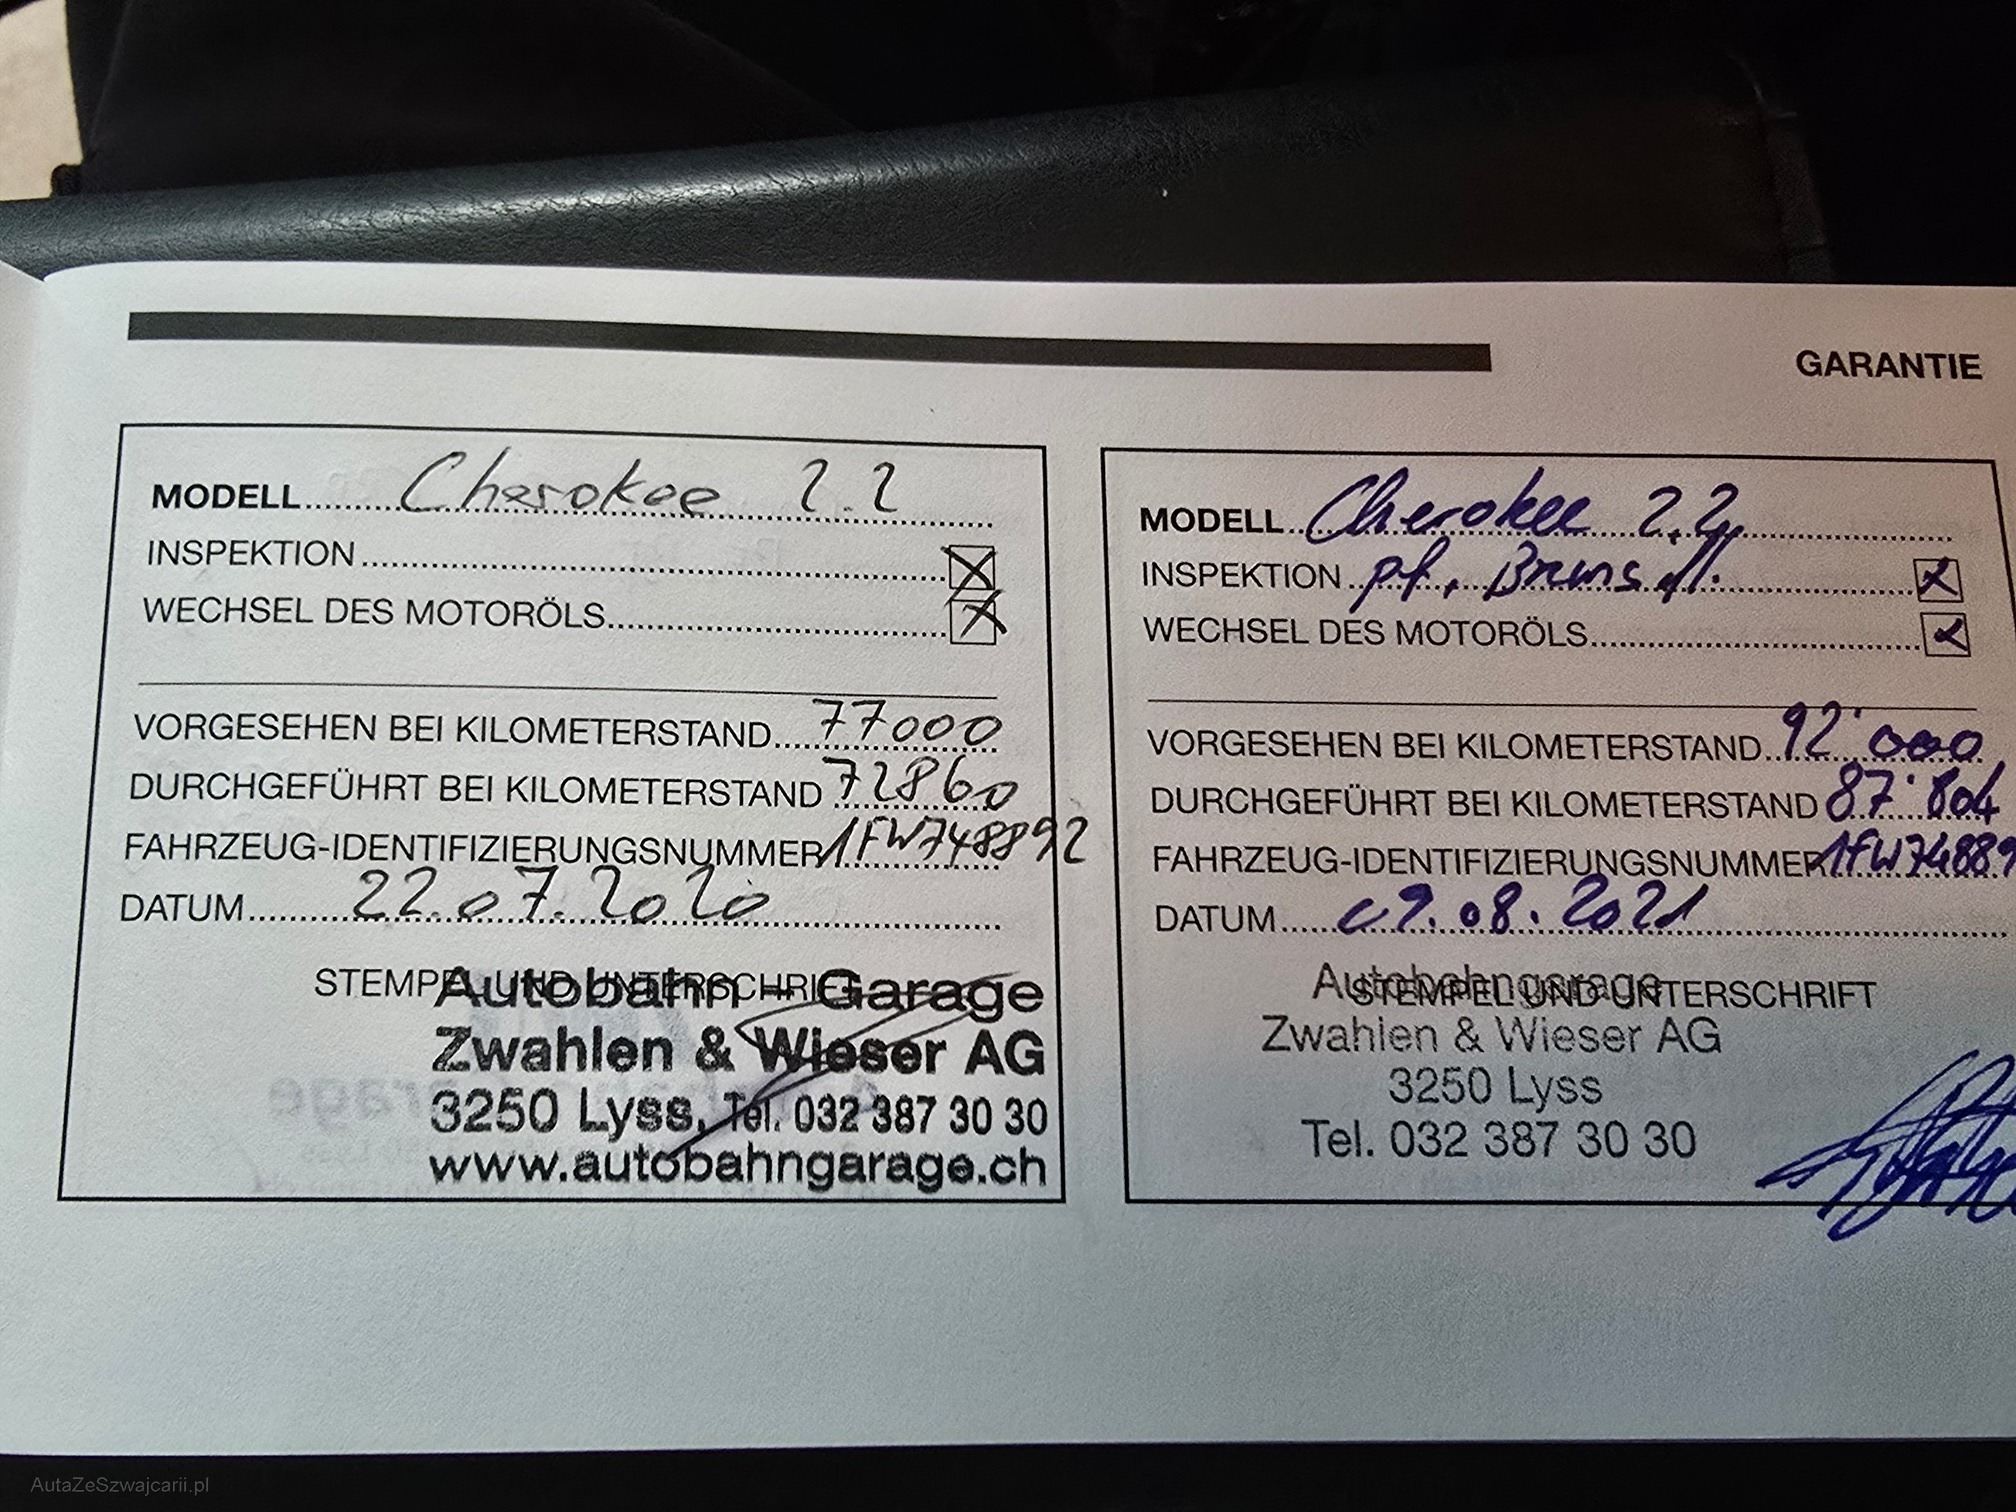 GARANTIE
MODELL Cherokee 2.2
INSPEKTION
WECHSEL DES MOTORÖLS
VORGESEHEN BEI KILOMETERSTAND 77000
DURCHGEFÜHRT BEI KILOMETERSTAND 72860
FAHRZEUG-IDENTIFIZIERUNGSNUMMER 1FW748892
DATUM 22.07.2020
STEMPEL UND UNTERSCHRIFT
Autobahn - Garage
Zwahlen & Wieser AG
3250 Lyss, Tel. 032 387 30 30
www.autobahngarage.ch
MODELL Cherokee 2.2
INSPEKTION
WECHSEL DES MOTORÖLS
VORGESEHEN BEI KILOMETERSTAND 92'000
DURCHGEFÜHRT BEI KILOMETERSTAND 87'804
FAHRZEUG-IDENTIFIZIERUNGSNUMMER 1FW74889
DATUM 09.08.2021
STEMPEL UND UNTERSCHRIFT
Autobahngarage
Zwahlen & Wieser AG
3250 Lyss
Tel. 032 387 30 30
AutaZeSzwajcarii.pl